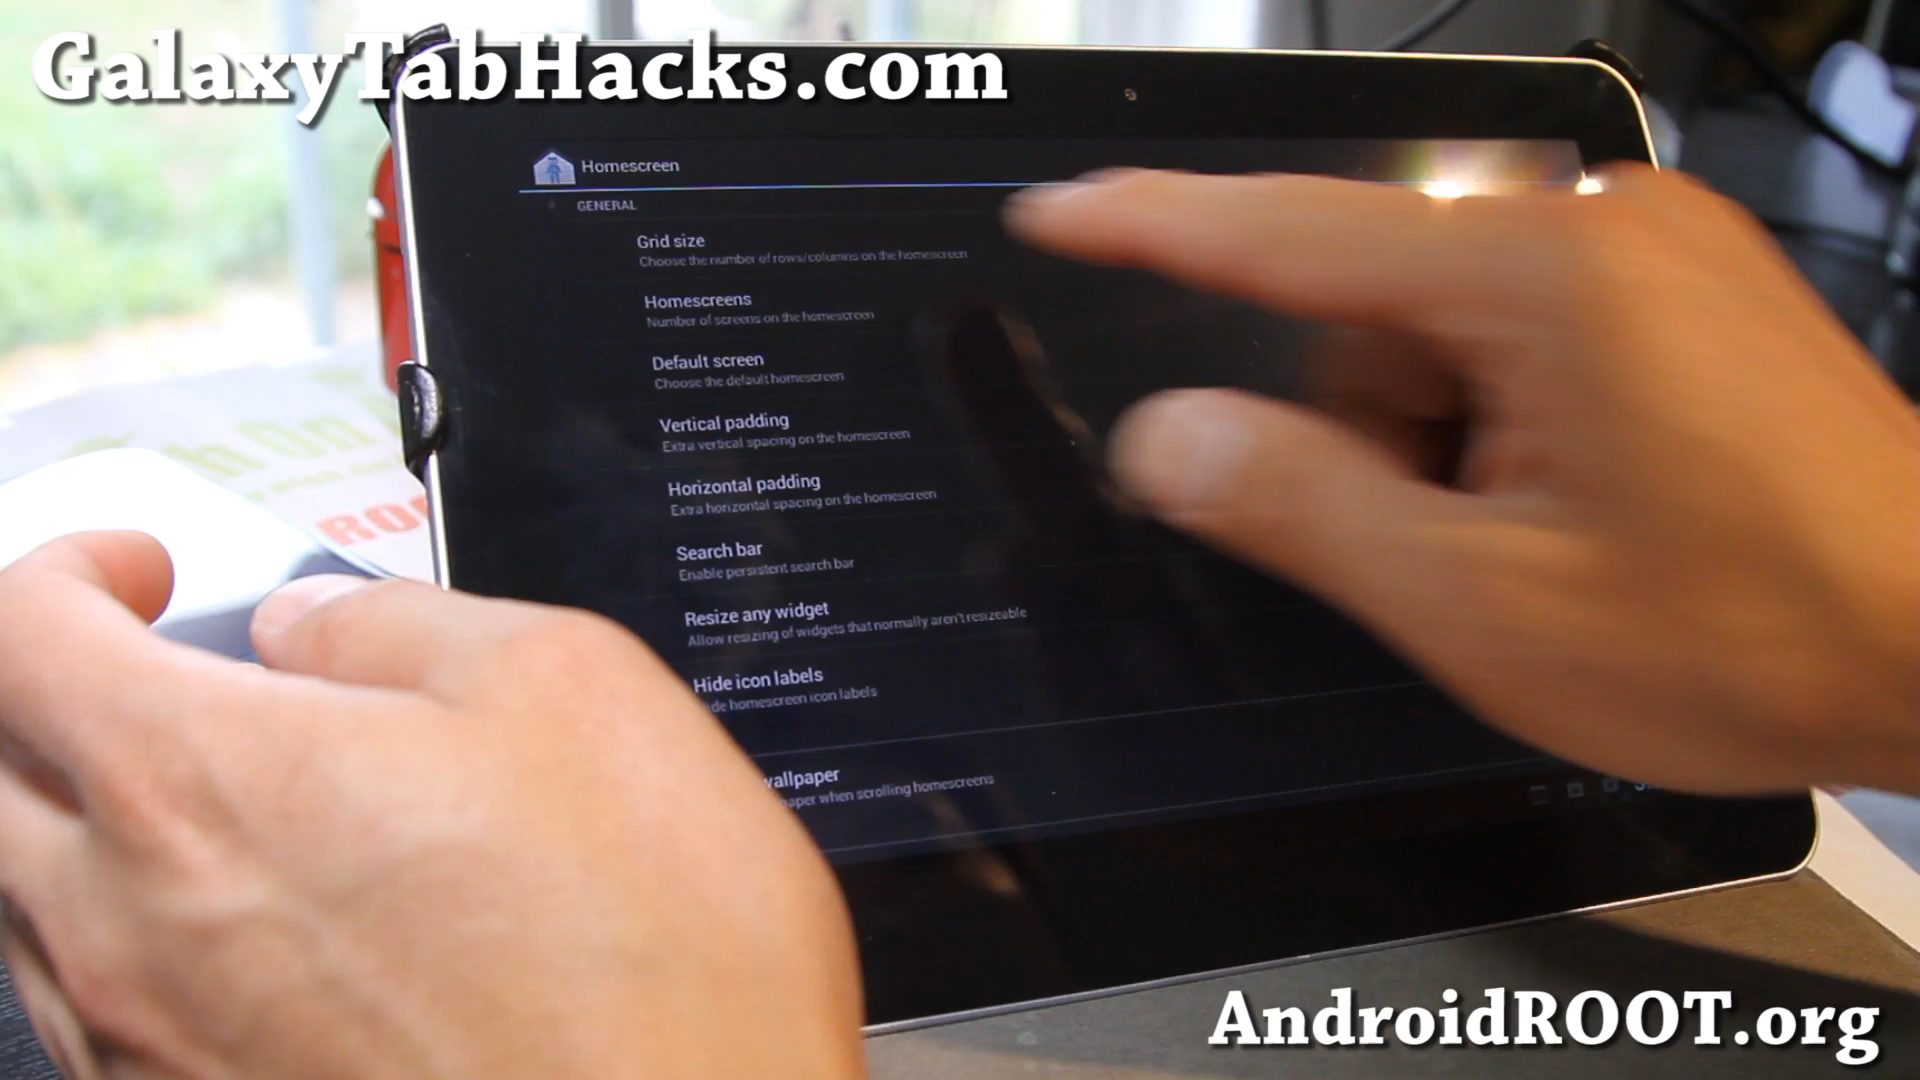 GalaxyTabHacks.com
Homescreen
GENERAL
Grid size
Choose the number of rows/columns on the homescreen
Homescreens
Number of screens on the homescreen
Default screen
Choose the default homescreen
Vertical padding
Extra vertical spacing on the homescreen
Horizontal padding
Extra horizontal spacing on the homescreen
Search bar
Enable persistent search bar
Resize any widget
Allow resizing of widgets that normally aren't resizeable
Hide icon labels
homescreen icon labels
wallpaper
when scrolling homescreens
ROO
AndroidROOT.org